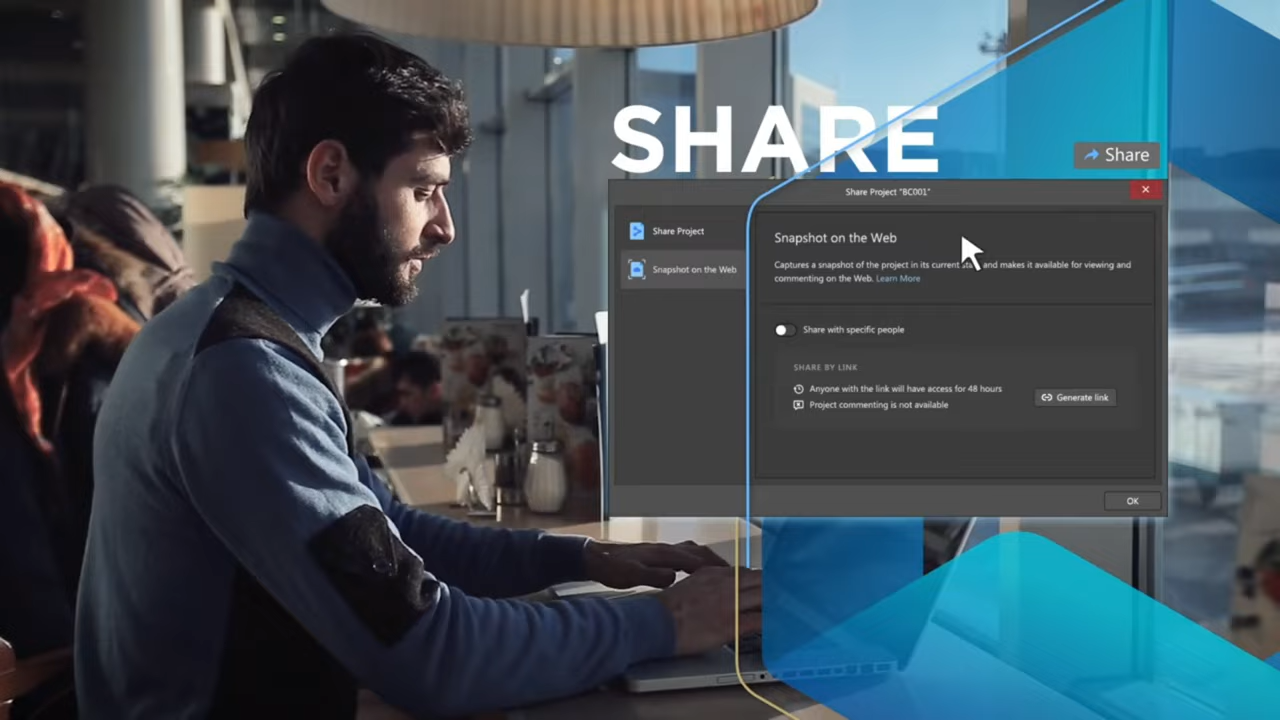 SHARE
Share
Share Project "BC001"
Share Project
Snapshot on the Web
Snapshot on the Web
Captures a snapshot of the project in its current and makes it available for viewing and
commenting on the Web. Learn More
Share with specific people
SHARE BY LINK
Anyone with the link will have access for 48 hours
Project commenting is not available
Generate link
OK